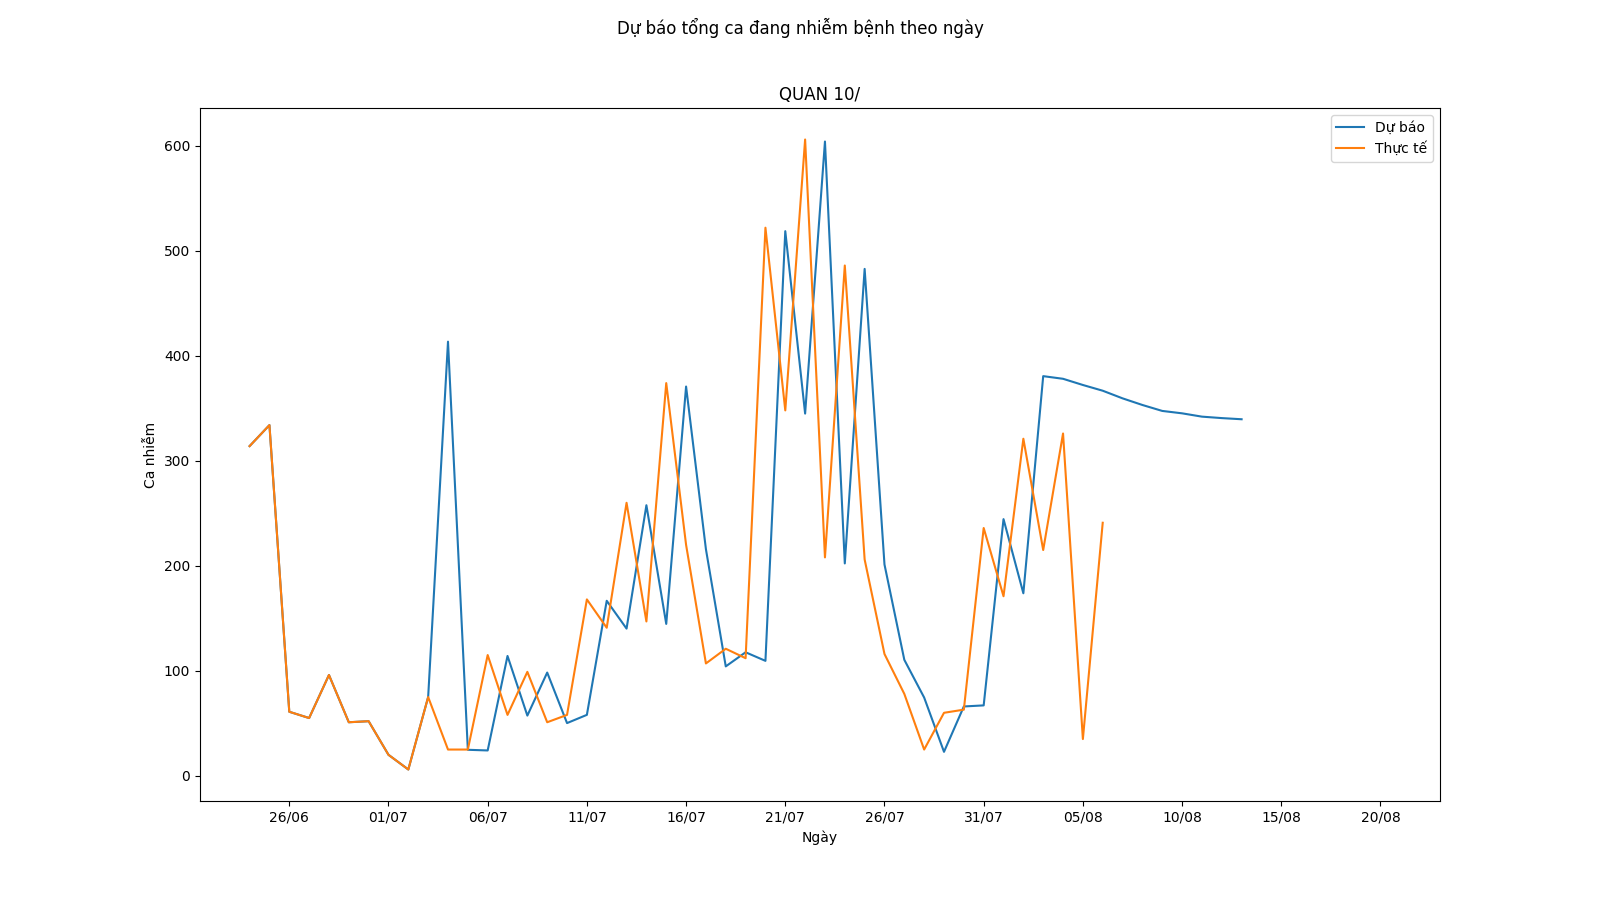 Dự báo tổng ca đang nhiễm bệnh theo ngày
QUAN 10/
Dự báo
Thực tế
600
500
400
300
200
100
0
Ca nhiễm
26/06 01/07 06/07 11/07 16/07 21/07 26/07 31/07 05/08 10/08 15/08 20/08
Ngày